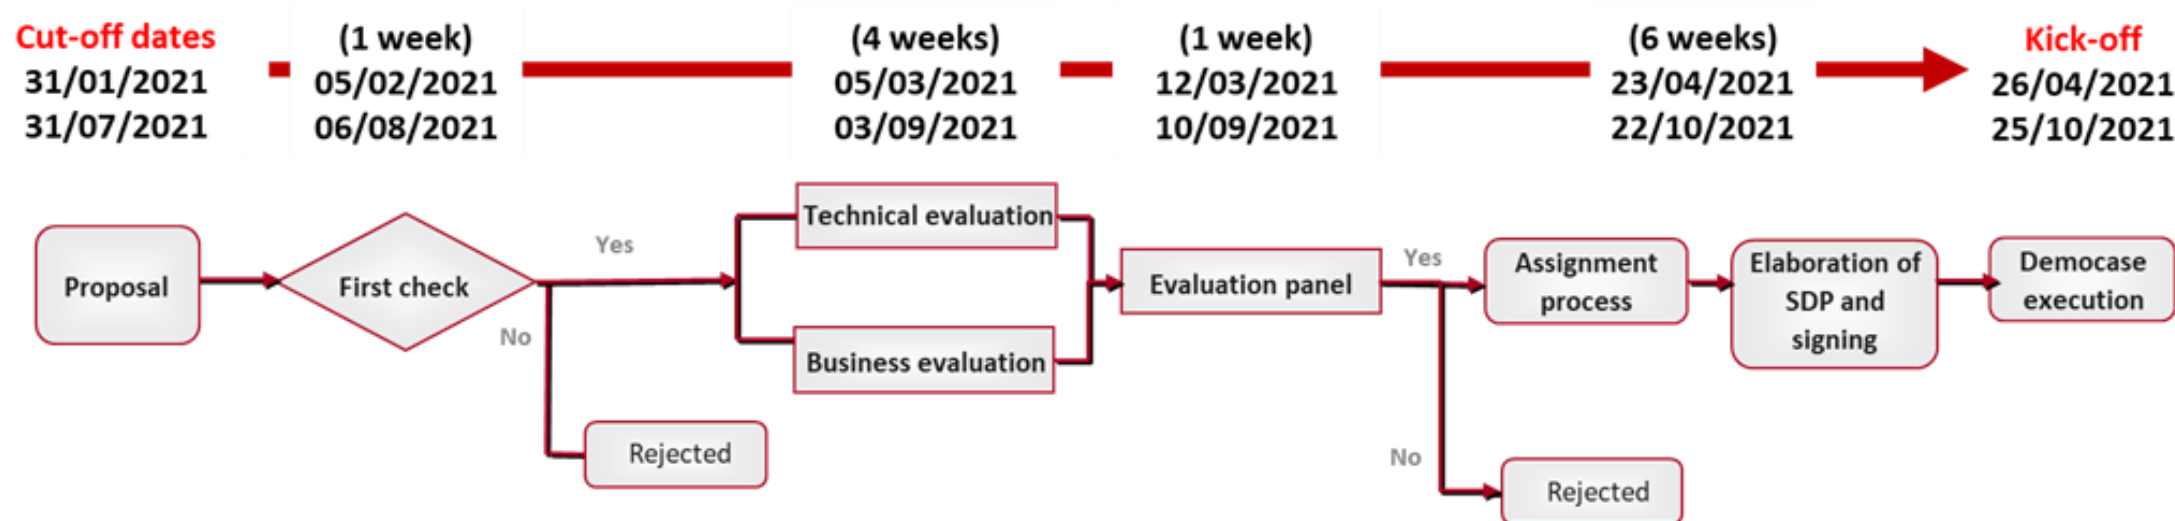 Cut-off dates
31/01/2021
31/07/2021
(1 week)
05/02/2021
06/08/2021
(4 weeks)
05/03/2021
03/09/2021
(1 week)
12/03/2021
10/09/2021
(6 weeks)
23/04/2021
22/10/2021
Kick-off
26/04/2021
25/10/2021
Proposal
First check
Yes
No
Rejected
Technical evaluation
Business evaluation
Evaluation panel
Yes
No
Rejected
Assignment
process
Elaboration of
SDP and
signing
Democase
execution